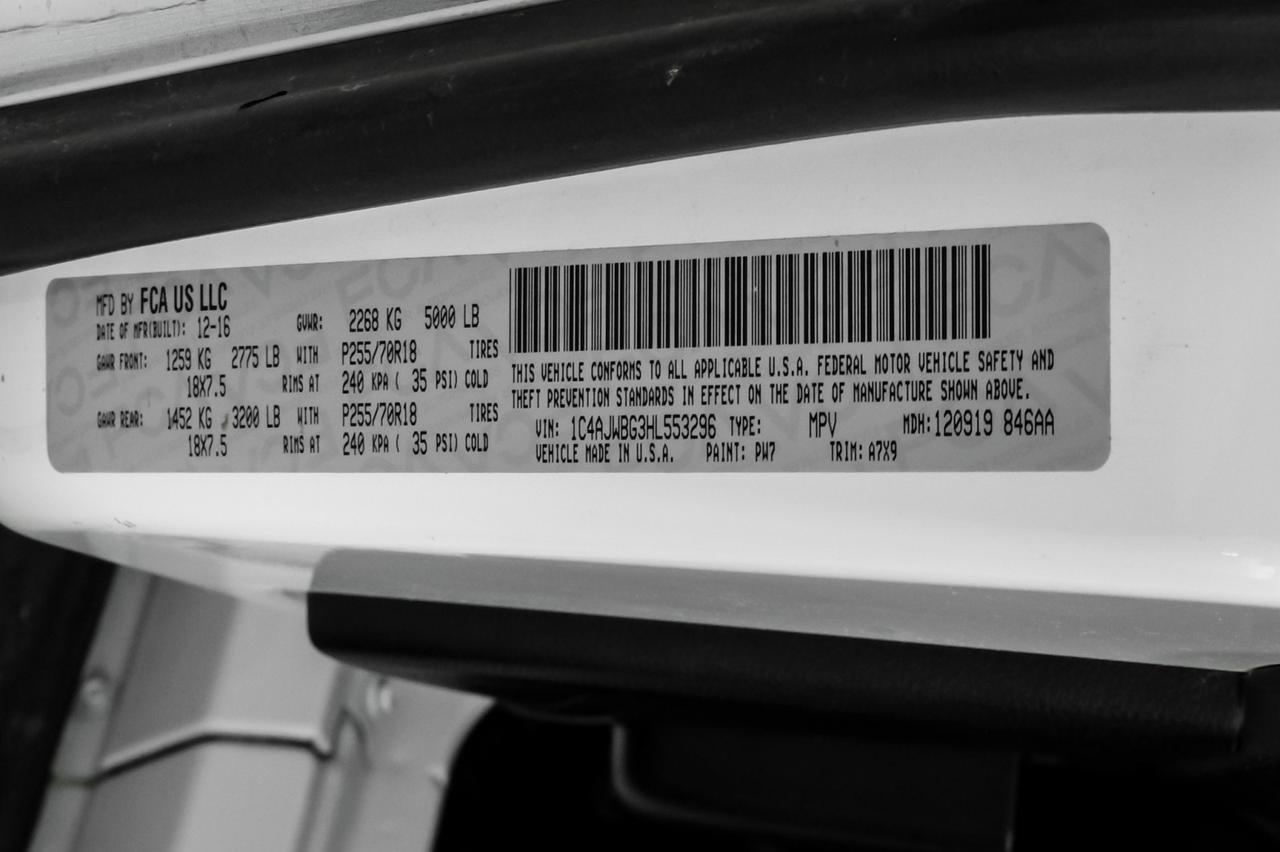 MFD BY FCA US LLC
DATE OF MFR(BUILT): 12-16 GVWR: 2268 KG 5000 LB
GAWR FRONT: 1259 KG 2775 LB WITH P255/70R18 TIRES
18X7.5 RIMS AT 240 KPA ( 35 PSI) COLD
GAWR REAR: 1452 KG 3200 LB WITH P255/70R18 TIRES
18X7.5 RIMS AT 240 KPA ( 35 PSI) COLD
THIS VEHICLE CONFORMS TO ALL APPLICABLE U.S.A. FEDERAL MOTOR VEHICLE SAFETY AND
THEFT PREVENTION STANDARDS IN EFFECT ON THE DATE OF MANUFACTURE SHOWN ABOVE.
VIN: 1C4AJWBG3HL553296 TYPE: MPV MDH: 120919 846AA
VEHICLE MADE IN U.S.A. PAINT: PW7 TRIM: A7X9